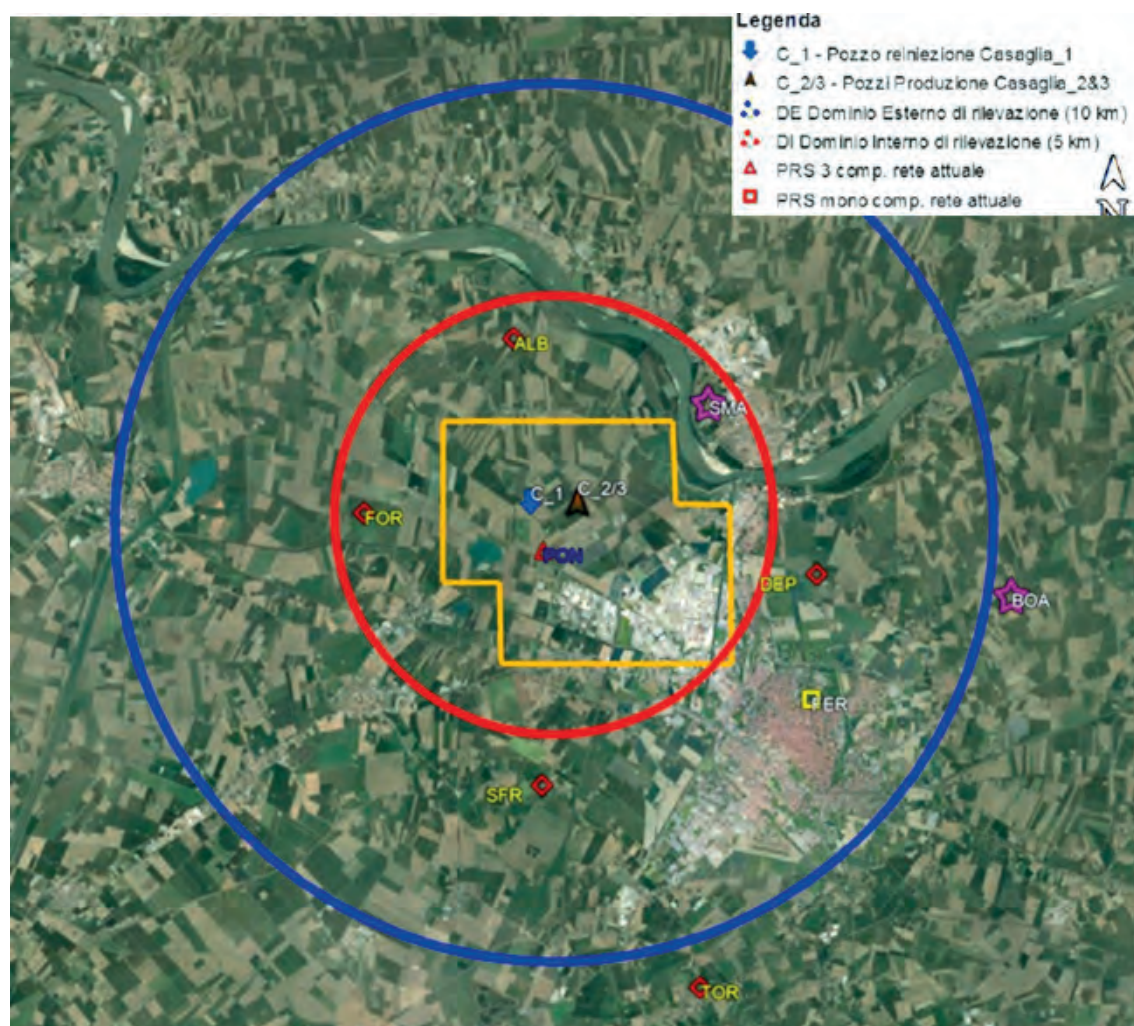 Legenda
C_1 - Pozzo reiniezione Casaglia_1
C_2/3 - Pozzi Produzione Casaglia_2&3
DE Dominio Esterno di rilevazione (10 km)
DI Dominio Interno di rilevazione (5 km)
PRS 3 comp. rete attuale
PRS mono comp. rete attuale
N
ALB
SMA
C_1
C_2/3
FOR
PON
DEP
BOA
FER
SFR
TOR